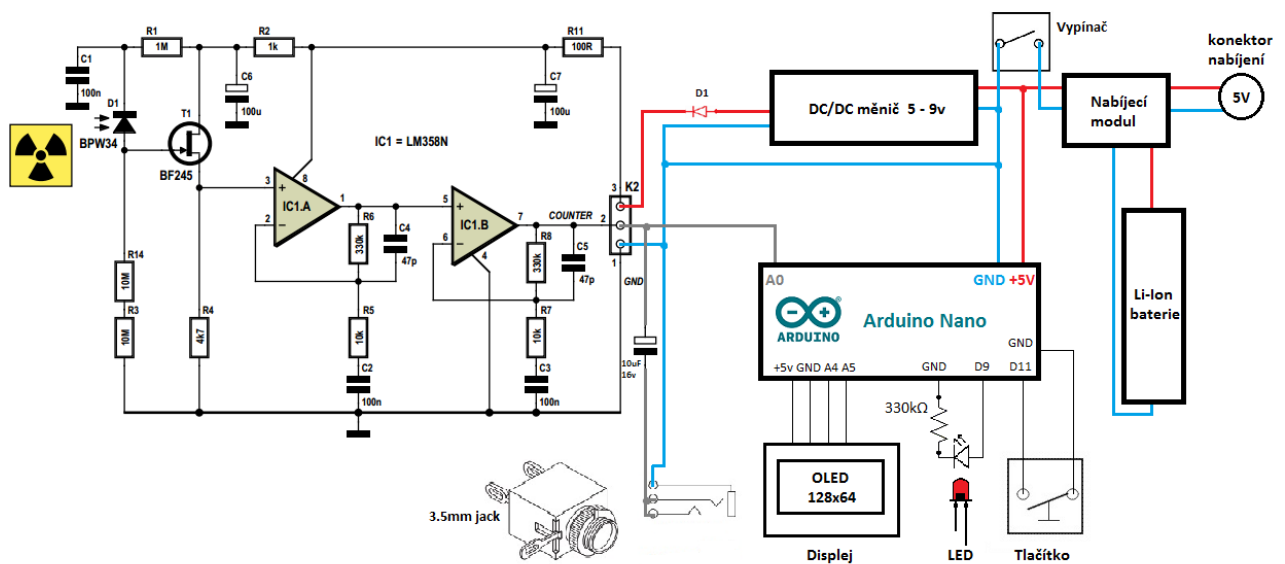 R1
1M
R2
1k
R11
100R
C1
100n
C6
100u
C7
100u
D1
BPW34
T1
BF245
IC1 = LM358N
3
2
8
1
IC1.A
R6
330k
C4
47p
5
6
7
4
IC1.B
COUNTER
R8
330k
C5
47p
K2
3
2
1
GND
R14
10M
R3
10M
R4
4k7
R5
10k
C2
100n
R7
10k
C3
100n
D1
DC/DC měnič 5 - 9v
Vypínač
Nabíjecí
modul
konektor
nabíjení
5V
Li-Ion
baterie
A0
GND +5V
ARDUINO
Arduino Nano
GND
+5v GND A4 A5
GND
D9
D11
10uF
16v
330kΩ
OLED
128x64
3.5mm jack
Displej
LED
Tlačítko